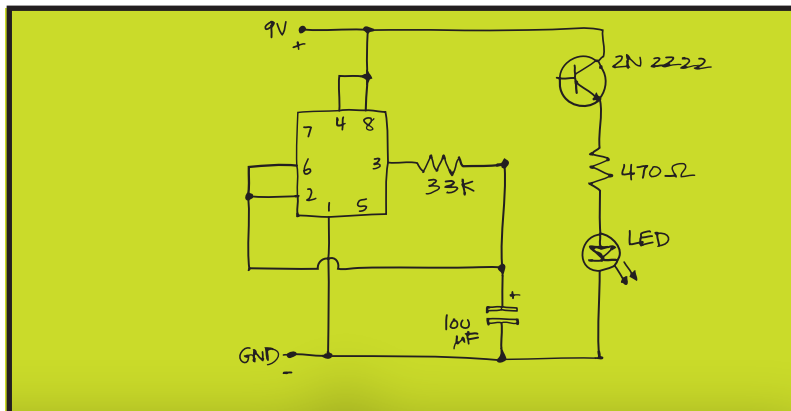 9V
+
2N 2222
7 4 8
6 3
2 1 5
33K
470Ω
LED
+
100
µF
GND
-